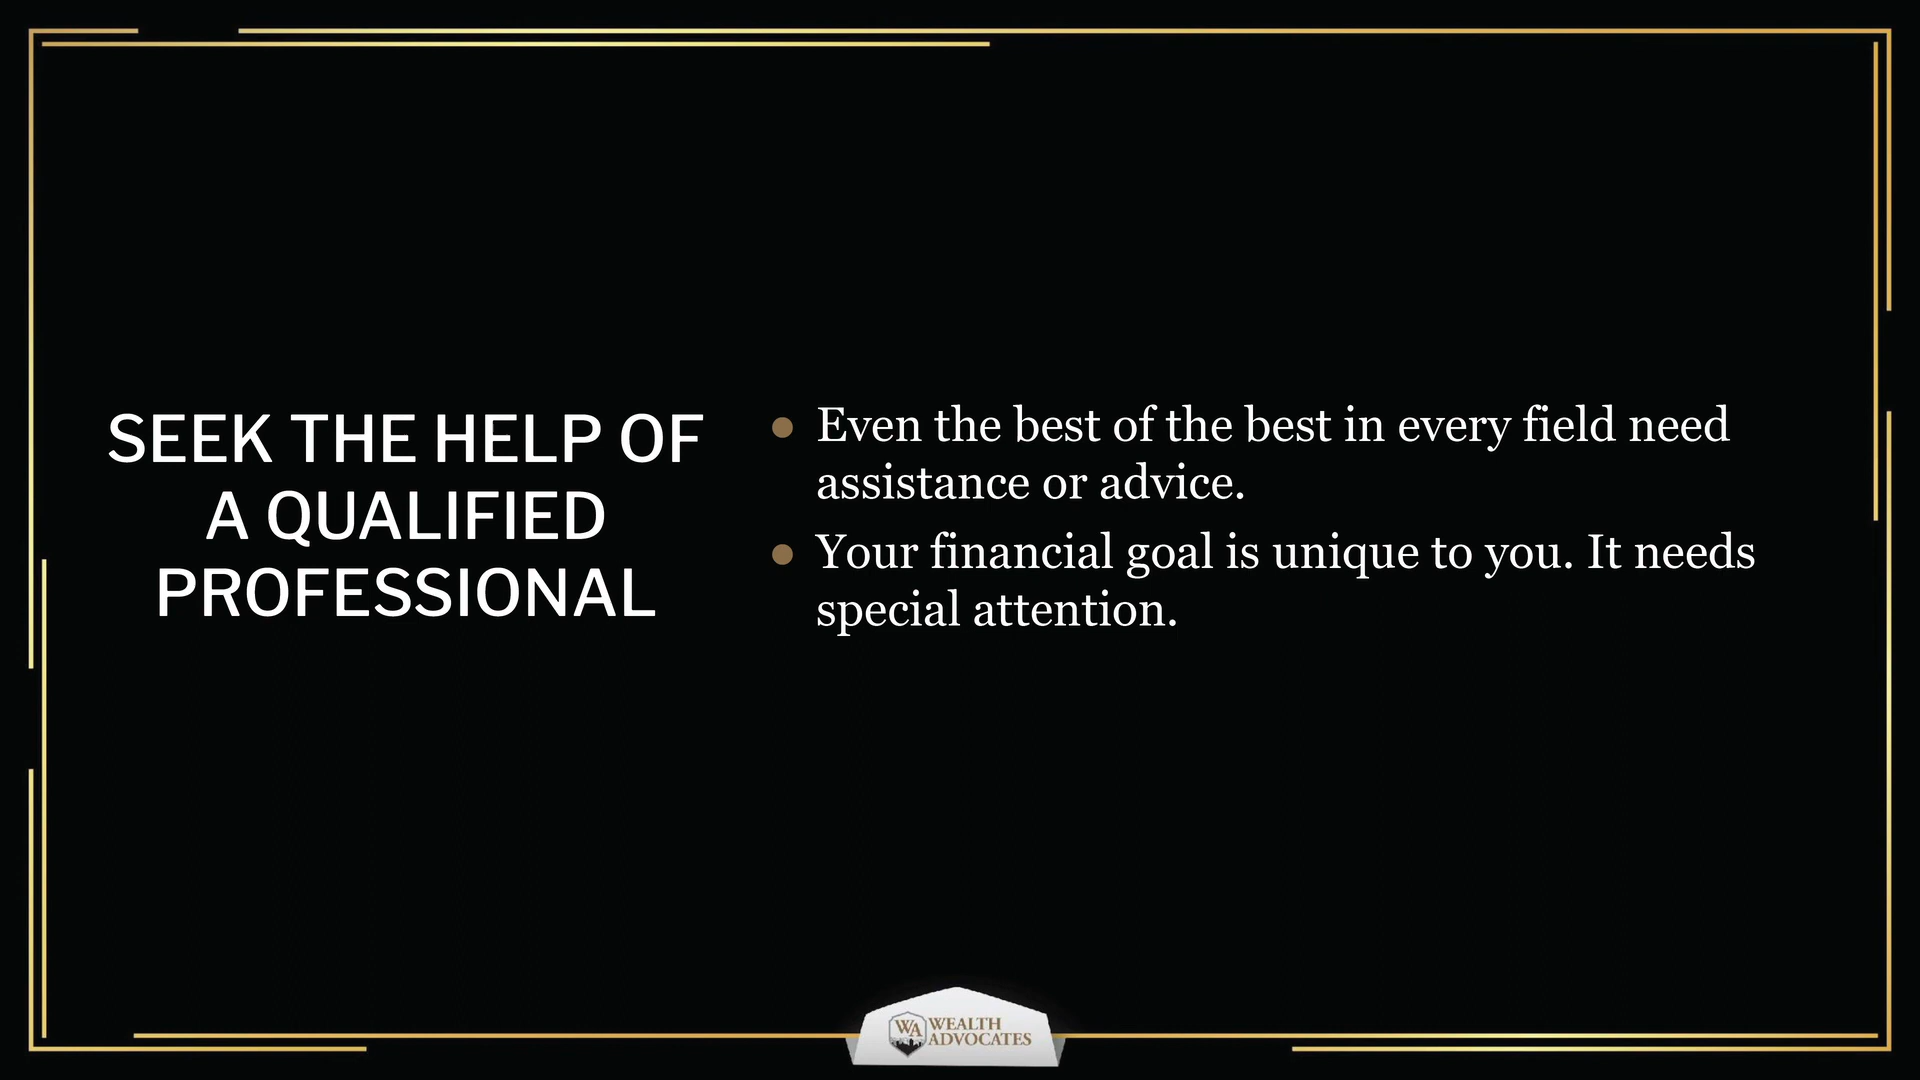 SEEK THE HELP OF
A QUALIFIED
PROFESSIONAL
Even the best of the best in every field need
assistance or advice.
Your financial goal is unique to you. It needs
special attention.
WA
WEALTH
ADVOCATES